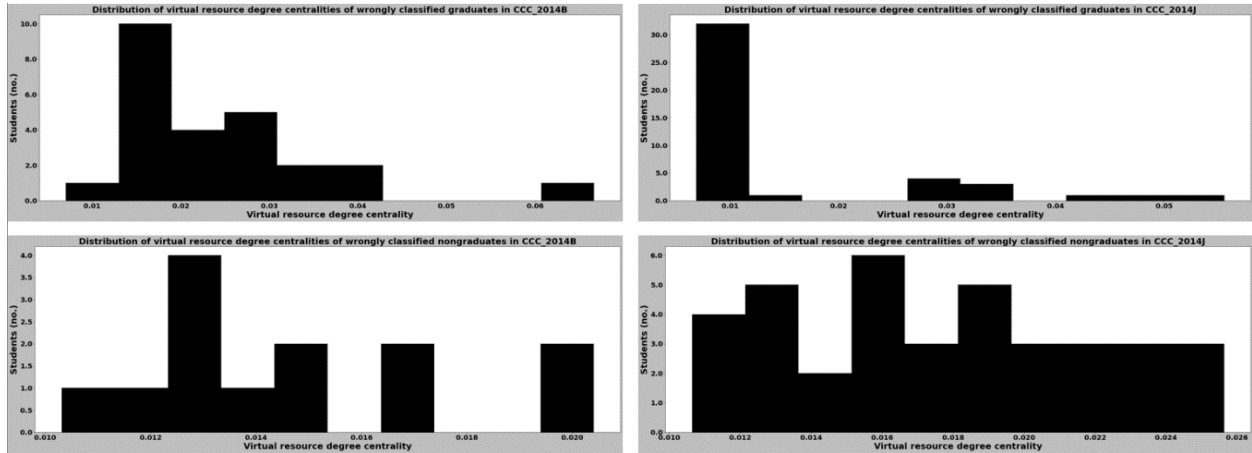 Distribution of virtual resource degree centralities of wrongly classified graduates in CCC_2014B
10.0
8.0
6.0
4.0
2.0
0.0
Students (no.)
0.01 0.02 0.03 0.04 0.05 0.06
Virtual resource degree centrality
Distribution of virtual resource degree centralities of wrongly classified graduates in CCC_2014J
30.0
25.0
20.0
15.0
10.0
5.0
0.0
Students (no.)
0.01 0.02 0.03 0.04 0.05
Virtual resource degree centrality
Distribution of virtual resource degree centralities of wrongly classified nongraduates in CCC_2014B
4.0
3.5
3.0
2.5
2.0
1.5
1.0
0.5
0.0
Students (no.)
0.010 0.012 0.014 0.016 0.018 0.020
Virtual resource degree centrality
Distribution of virtual resource degree centralities of wrongly classified nongraduates in CCC_2014J
6.0
5.0
4.0
3.0
2.0
1.0
0.0
Students (no.)
0.010 0.012 0.014 0.016 0.018 0.020 0.022 0.024 0.026
Virtual resource degree centrality